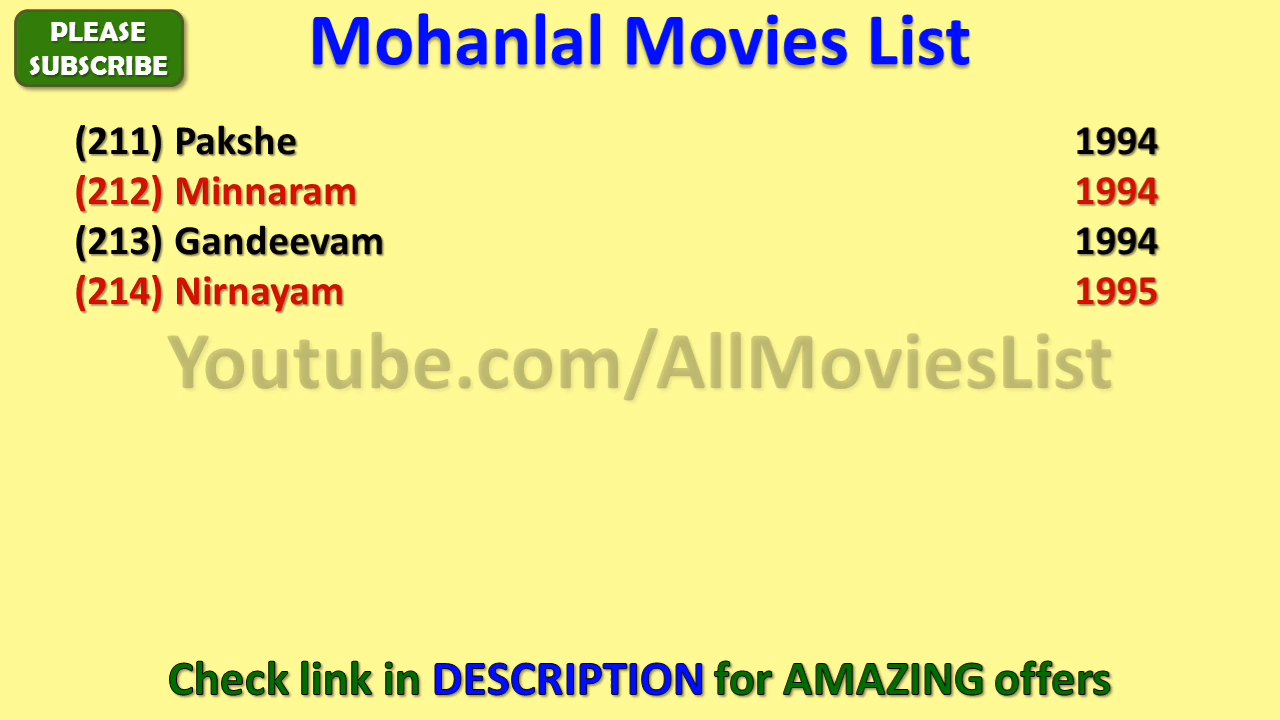 PLEASE
SUBSCRIBE
Mohanlal Movies List
(211) Pakshe 1994
(212) Minnaram 1994
(213) Gandeevam 1994
(214) Nirnayam 1995
Youtube.com/AllMoviesList
Check link in DESCRIPTION for AMAZING offers